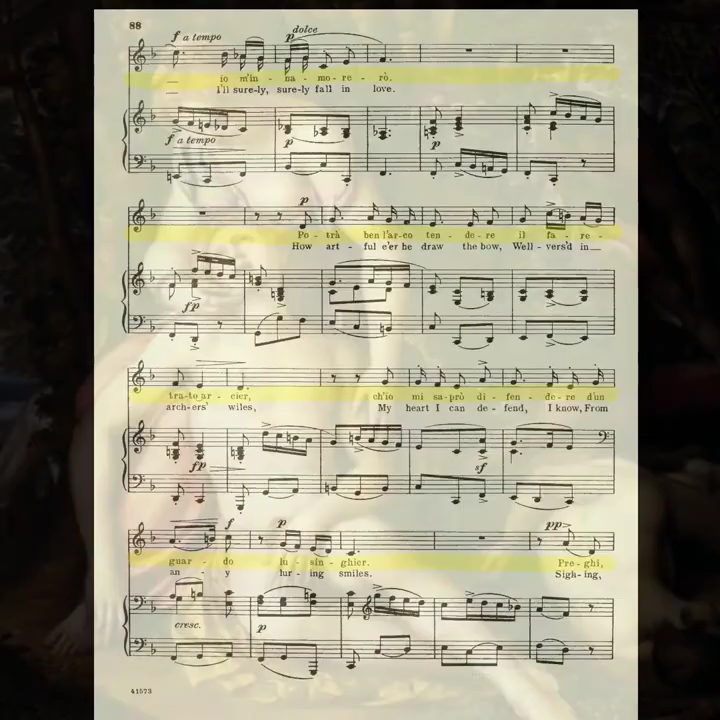 88
f a tempo
dolce
p
io m'in - na - mo - re - rò.
I'll sure-ly, sure-ly fall in love.
f a tempo
p
p
p
Po - trà ben l'ar-co ten - de - re il fa - re -
How art - ful e'er he draw the bow, Well - vers'd in
fp
tra-to ar - cier, ch'io mi sa-prò di - fen - de - re d'un
arch-ers' wiles, My heart I can de - fend, I know, From
fp
sf
f
p
pp
guar - do lu - sin - ghier. Pre - ghi,
an - y lur - ing smiles. Sigh - ing,
cresc.
p
41573